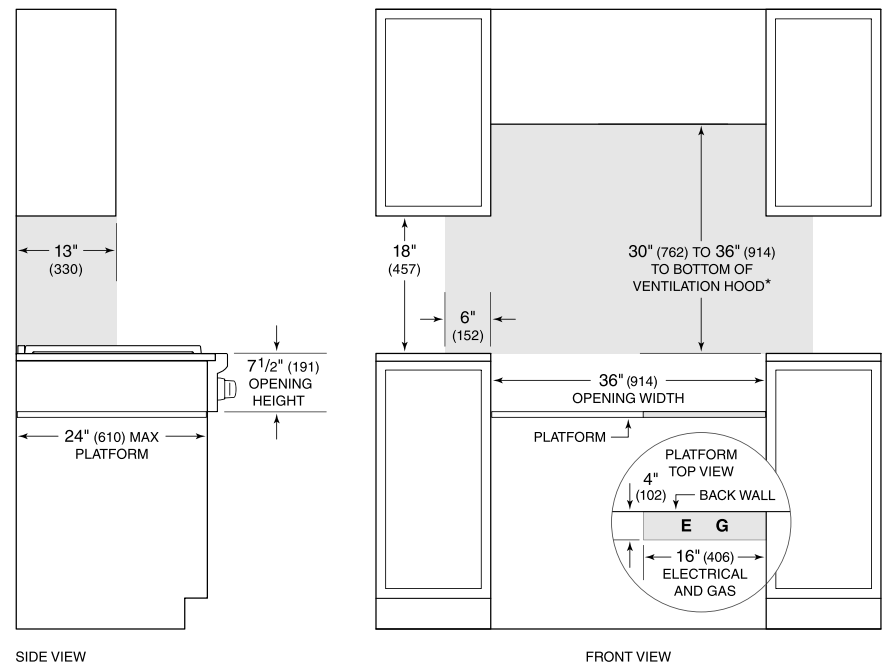 13"
(330)
7 1/2" (191)
OPENING
HEIGHT
24" (610) MAX
PLATFORM
SIDE VIEW
18"
(457)
30" (762) TO 36" (914)
TO BOTTOM OF
VENTILATION HOOD*
6"
(152)
36" (914)
OPENING WIDTH
PLATFORM
PLATFORM
TOP VIEW
4"
(102)
BACK WALL
E G
16" (406)
ELECTRICAL
AND GAS
FRONT VIEW